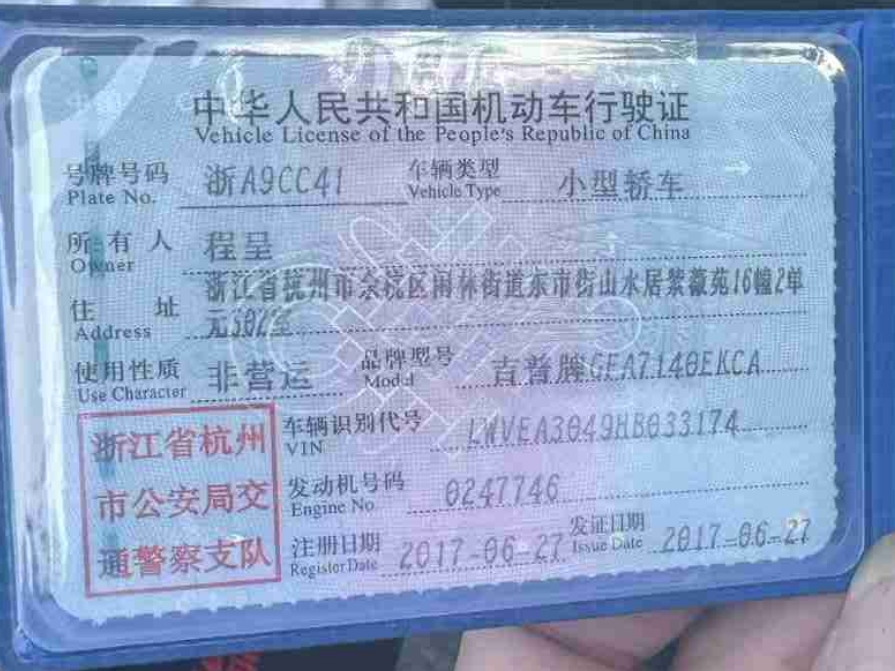 中华人民共和国机动车行驶证
Vehicle License of the People's Republic of China
号牌号码 浙A9CC41 车辆类型 小型轿车
Plate No. Vehicle Type
所有人 程呈
Owner
浙江省杭州市余杭区闲林街道东市街山水居紫薇苑16幢2单
住址 元502室
Address
使用性质 非营运 品牌型号 吉普牌GFA7140EKCA
Use Character Model
浙江省杭州 车辆识别代号 LWVEA3049HB033174
VIN
市公安局交 发动机号码 0247746
Engine No.
通警察支队 注册日期 2017-06-27 发证日期 2017-06-27
Register Date Issue Date